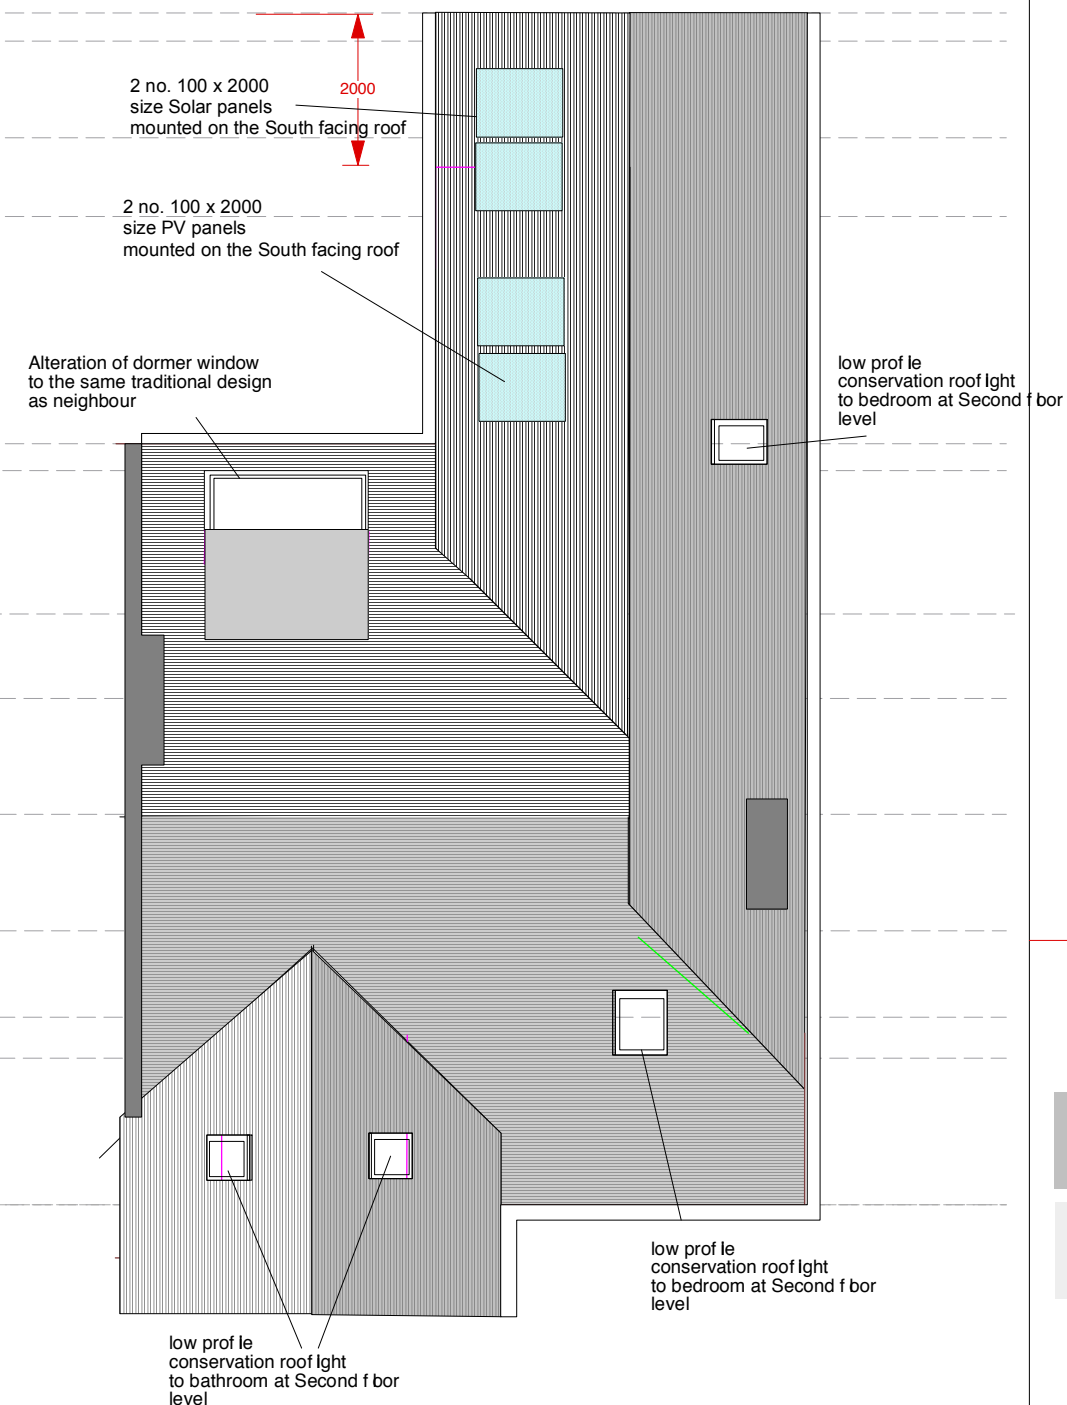 2 no. 100 x 2000
size Solar panels
mounted on the South facing roof
2000
2 no. 100 x 2000
size PV panels
mounted on the South facing roof
Alteration of dormer window
to the same traditional design
as neighbour
low prof le
conservation roof lght
to bedroom at Second f bor
level
low prof le
conservation roof lght
to bedroom at Second f bor
level
low prof le
conservation roof lght
to bathroom at Second f bor
level